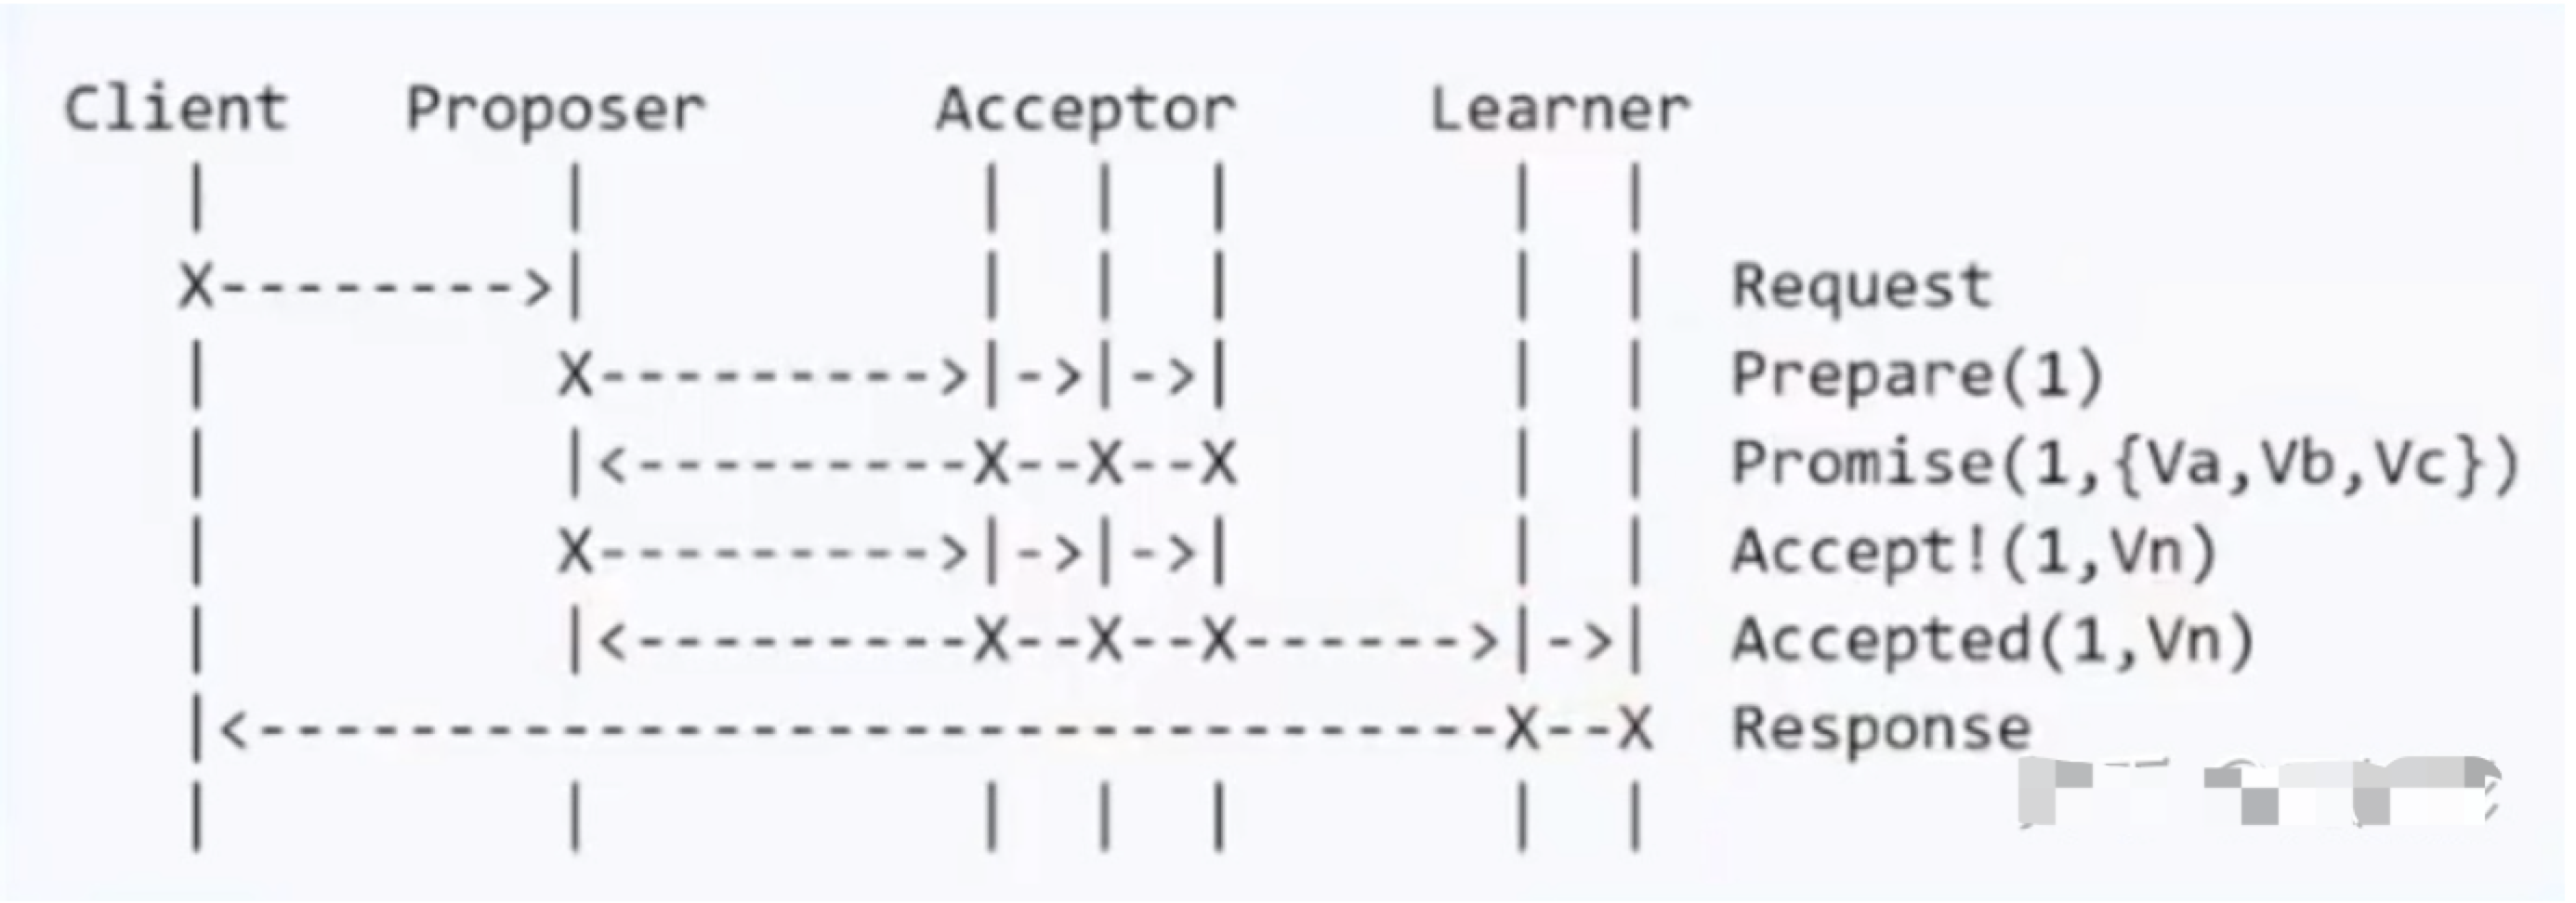 Client Proposer Acceptor Learner
| | | | | | |
X-------->| | | | | | Request
| X---------->|->|->| | | Prepare(1)
| |<----------X--X--X | | Promise(1,{Va,Vb,Vc})
| X---------->|->|->| | | Accept!(1,Vn)
| |<----------X--X--X------>|->| Accepted(1,Vn)
|<---------------------------------X--X Response
| | | | | | |